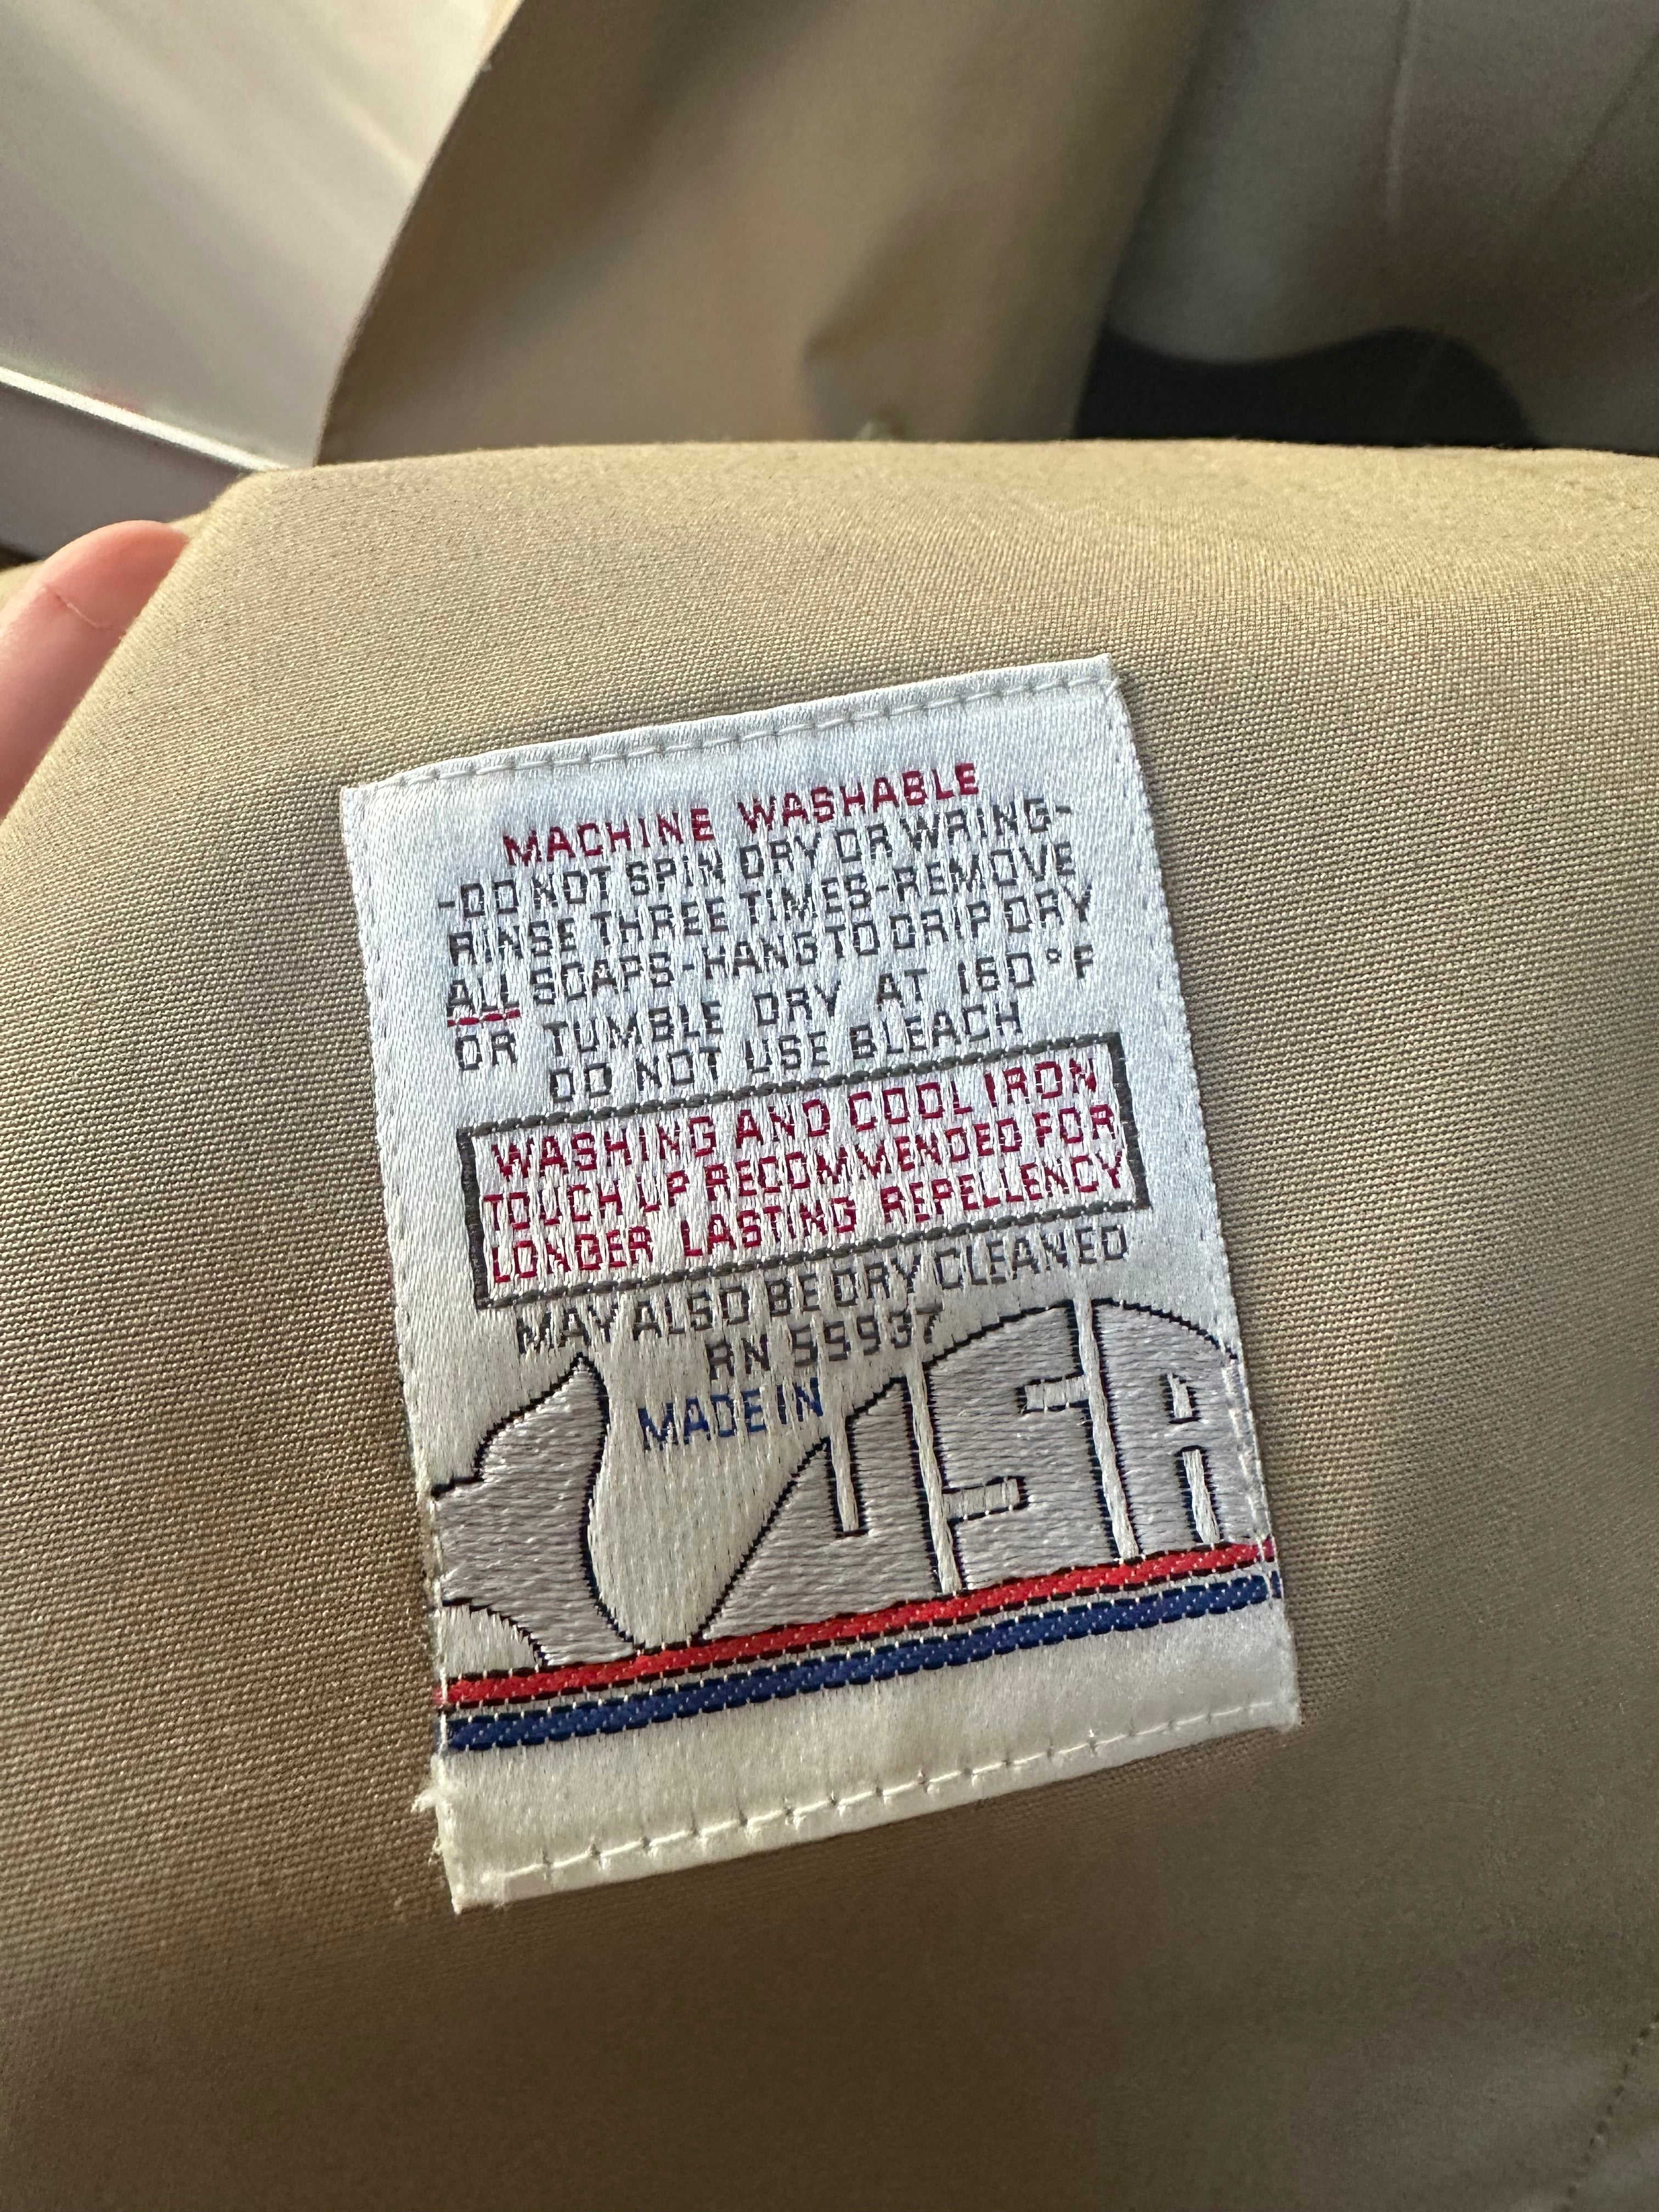 MACHINE WASHABLE
-DO NOT SPIN DRY OR WRING-
RINSE THREE TIMES-REMOVE
ALL SOAPS-HANG TO DRIP DRY
OR TUMBLE DRY AT 160°F
DO NOT USE BLEACH
WASHING AND COOL IRON
TOUCH UP RECOMMENDED FOR
LONGER LASTING REPELLENCY
MAY ALSO BE DRY CLEANED
RN 55937
MADE IN
USA